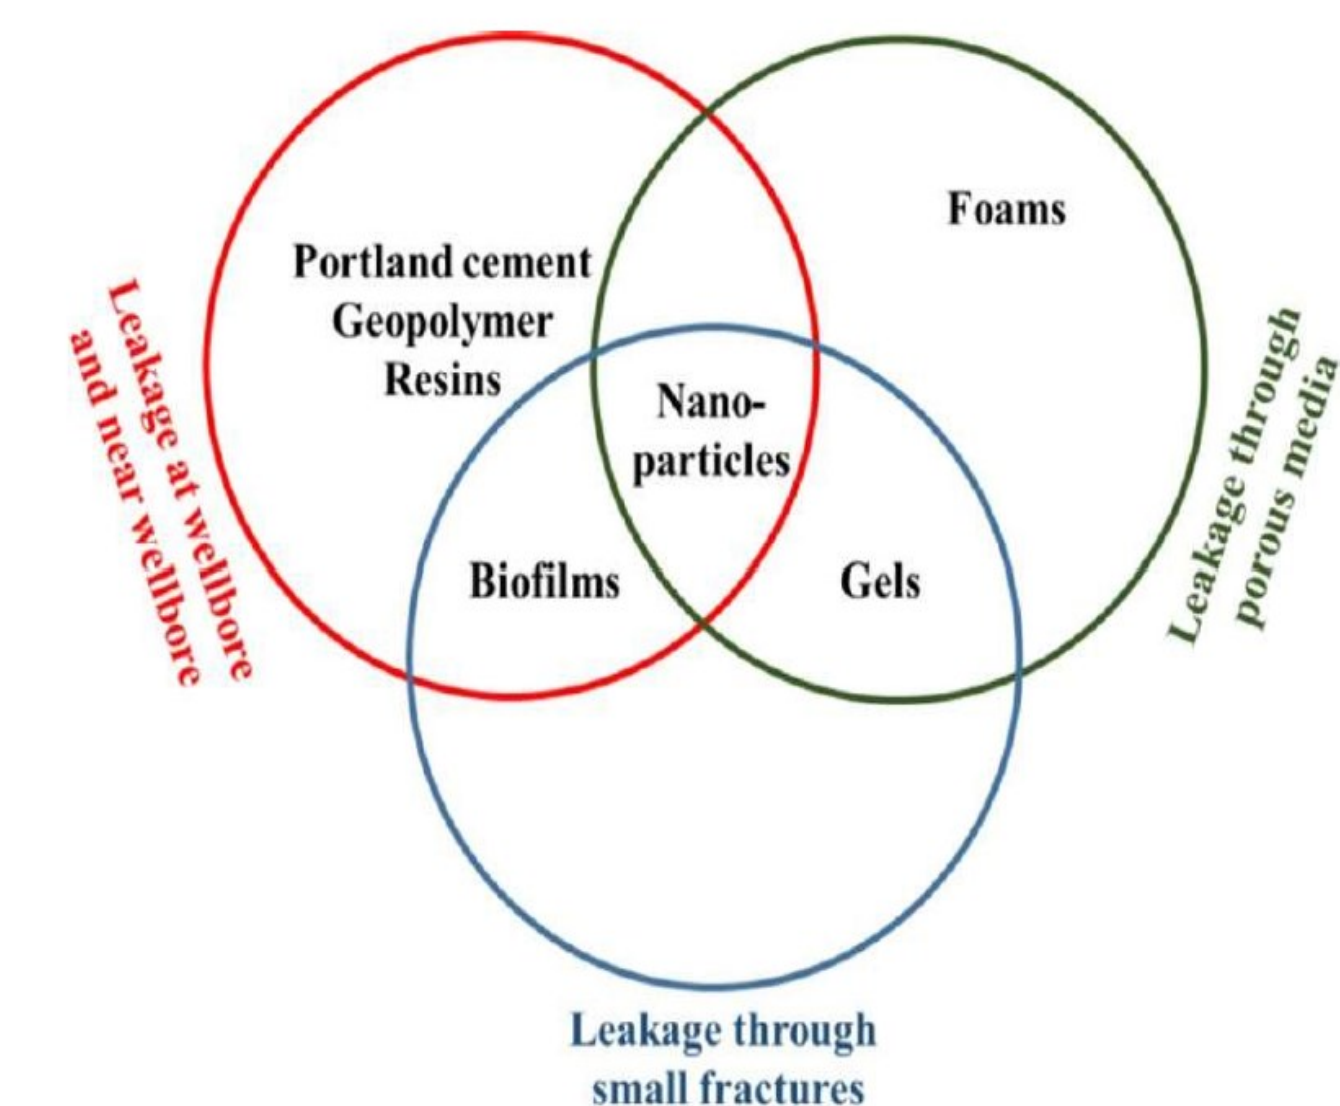 Foams
Portland cement
Geopolymer
Resins
Nano-
particles
Biofilms
Gels
Leakage at wellbore
and near wellbore
Leakage through
porous media
Leakage through
small fractures